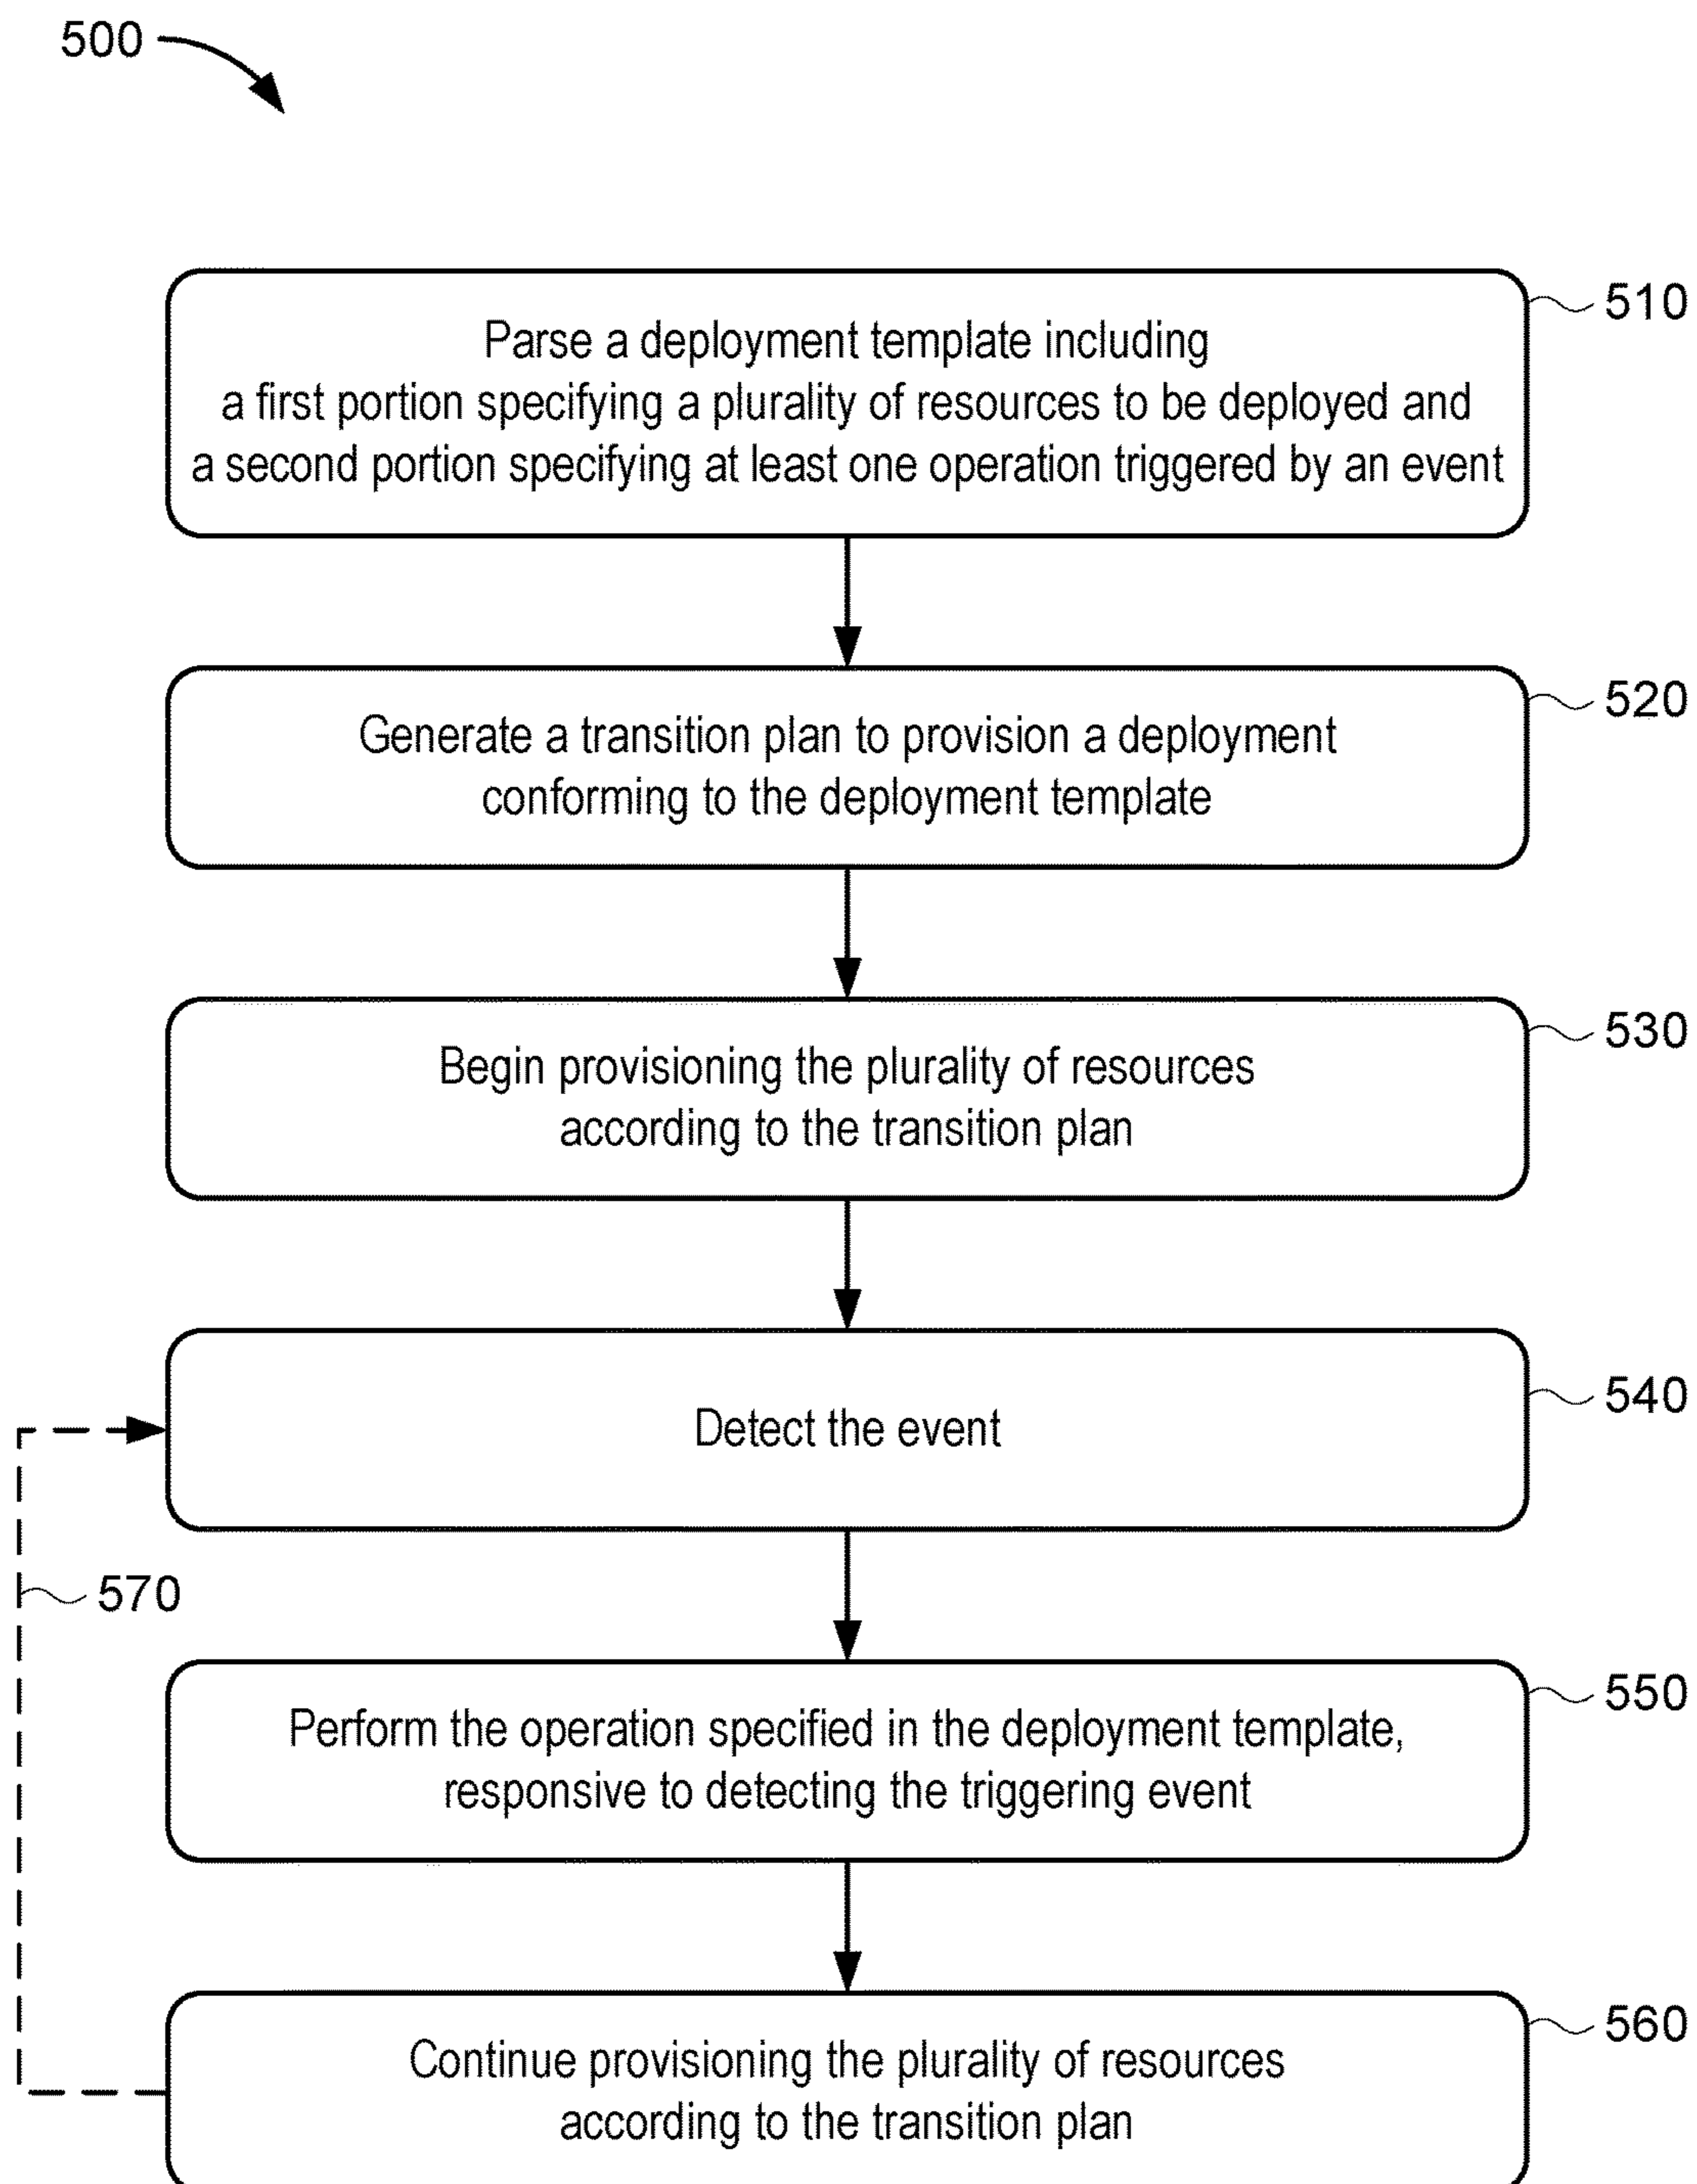 500
510
Parse a deployment template including
a first portion specifying a plurality of resources to be deployed and
a second portion specifying at least one operation triggered by an event
520
Generate a transition plan to provision a deployment
conforming to the deployment template
530
Begin provisioning the plurality of resources
according to the transition plan
540
Detect the event
570
550
Perform the operation specified in the deployment template,
responsive to detecting the triggering event
560
Continue provisioning the plurality of resources
according to the transition plan